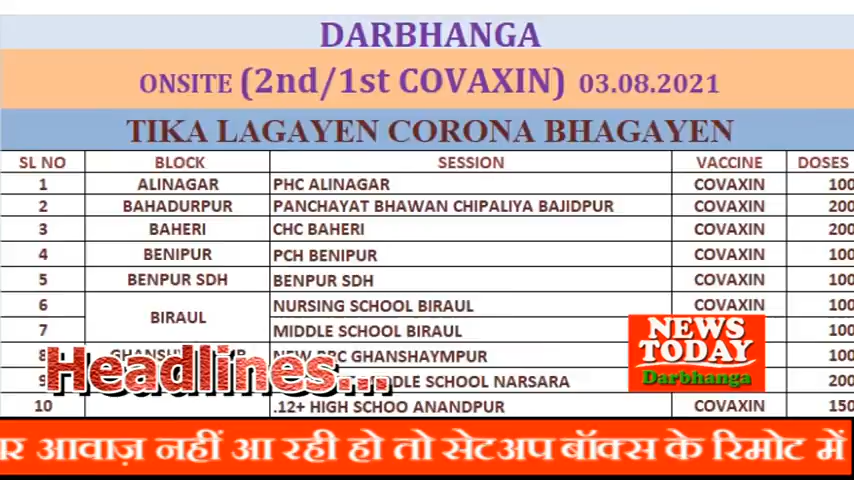 DARBHANGA
ONSITE (2nd/1st COVAXIN) 03.08.2021
TIKA LAGAYEN CORONA BHAGAYEN
SL NO BLOCK SESSION VACCINE DOSES
1 ALINAGAR PHC ALINAGAR COVAXIN 100
2 BAHADURPUR PANCHAYAT BHAWAN CHIPALIYA BAJIDPUR COVAXIN 200
3 BAHERI CHC BAHERI COVAXIN 200
4 BENIPUR PCH BENIPUR COVAXIN 100
5 BENPUR SDH BENPUR SDH COVAXIN 100
6 BIRAUL NURSING SCHOOL BIRAUL COVAXIN 100
7 MIDDLE SCHOOL BIRAUL 100
8 GHANSHAYMPUR 100
9 SCHOOL NARSARA 200
10 .12+ HIGH SCHOO ANANDPUR COVAXIN 150
Headlines...
NEWS
TODAY
Darbhanga
आवाज़ नहीं आ रही हो तो सेटअप बॉक्स के रिमोट में